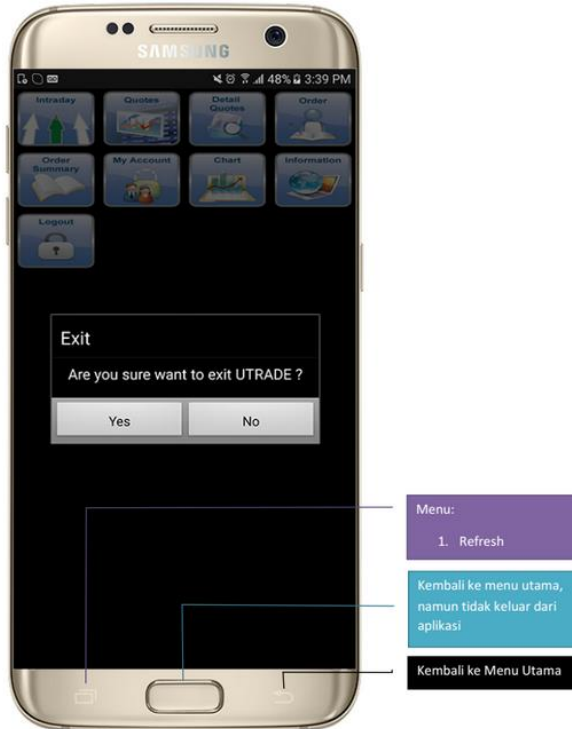 SAMSUNG
48% 3:39 PM
Intraday
Quotes
Detail
Quotes
Order
Order
Summary
My Account
Chart
Information
Logout
Exit
Are you sure want to exit UTRADE ?
Yes
No
Menu:
1. Refresh
Kembali ke menu utama,
namun tidak keluar dari
aplikasi
Kembali ke Menu Utama